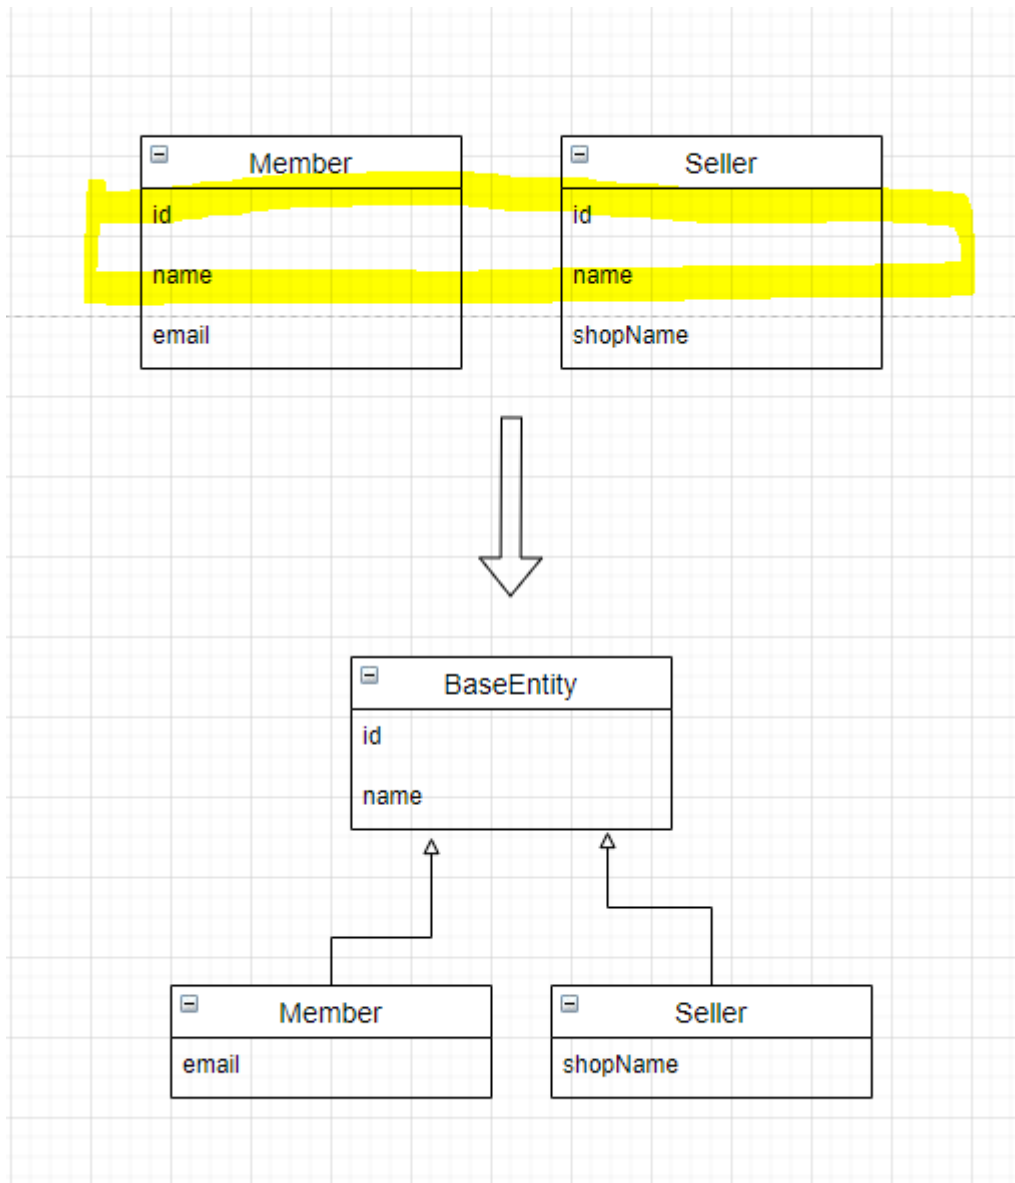 Member
id
name
email
Seller
id
name
shopName
BaseEntity
id
name
Member
email
Seller
shopName